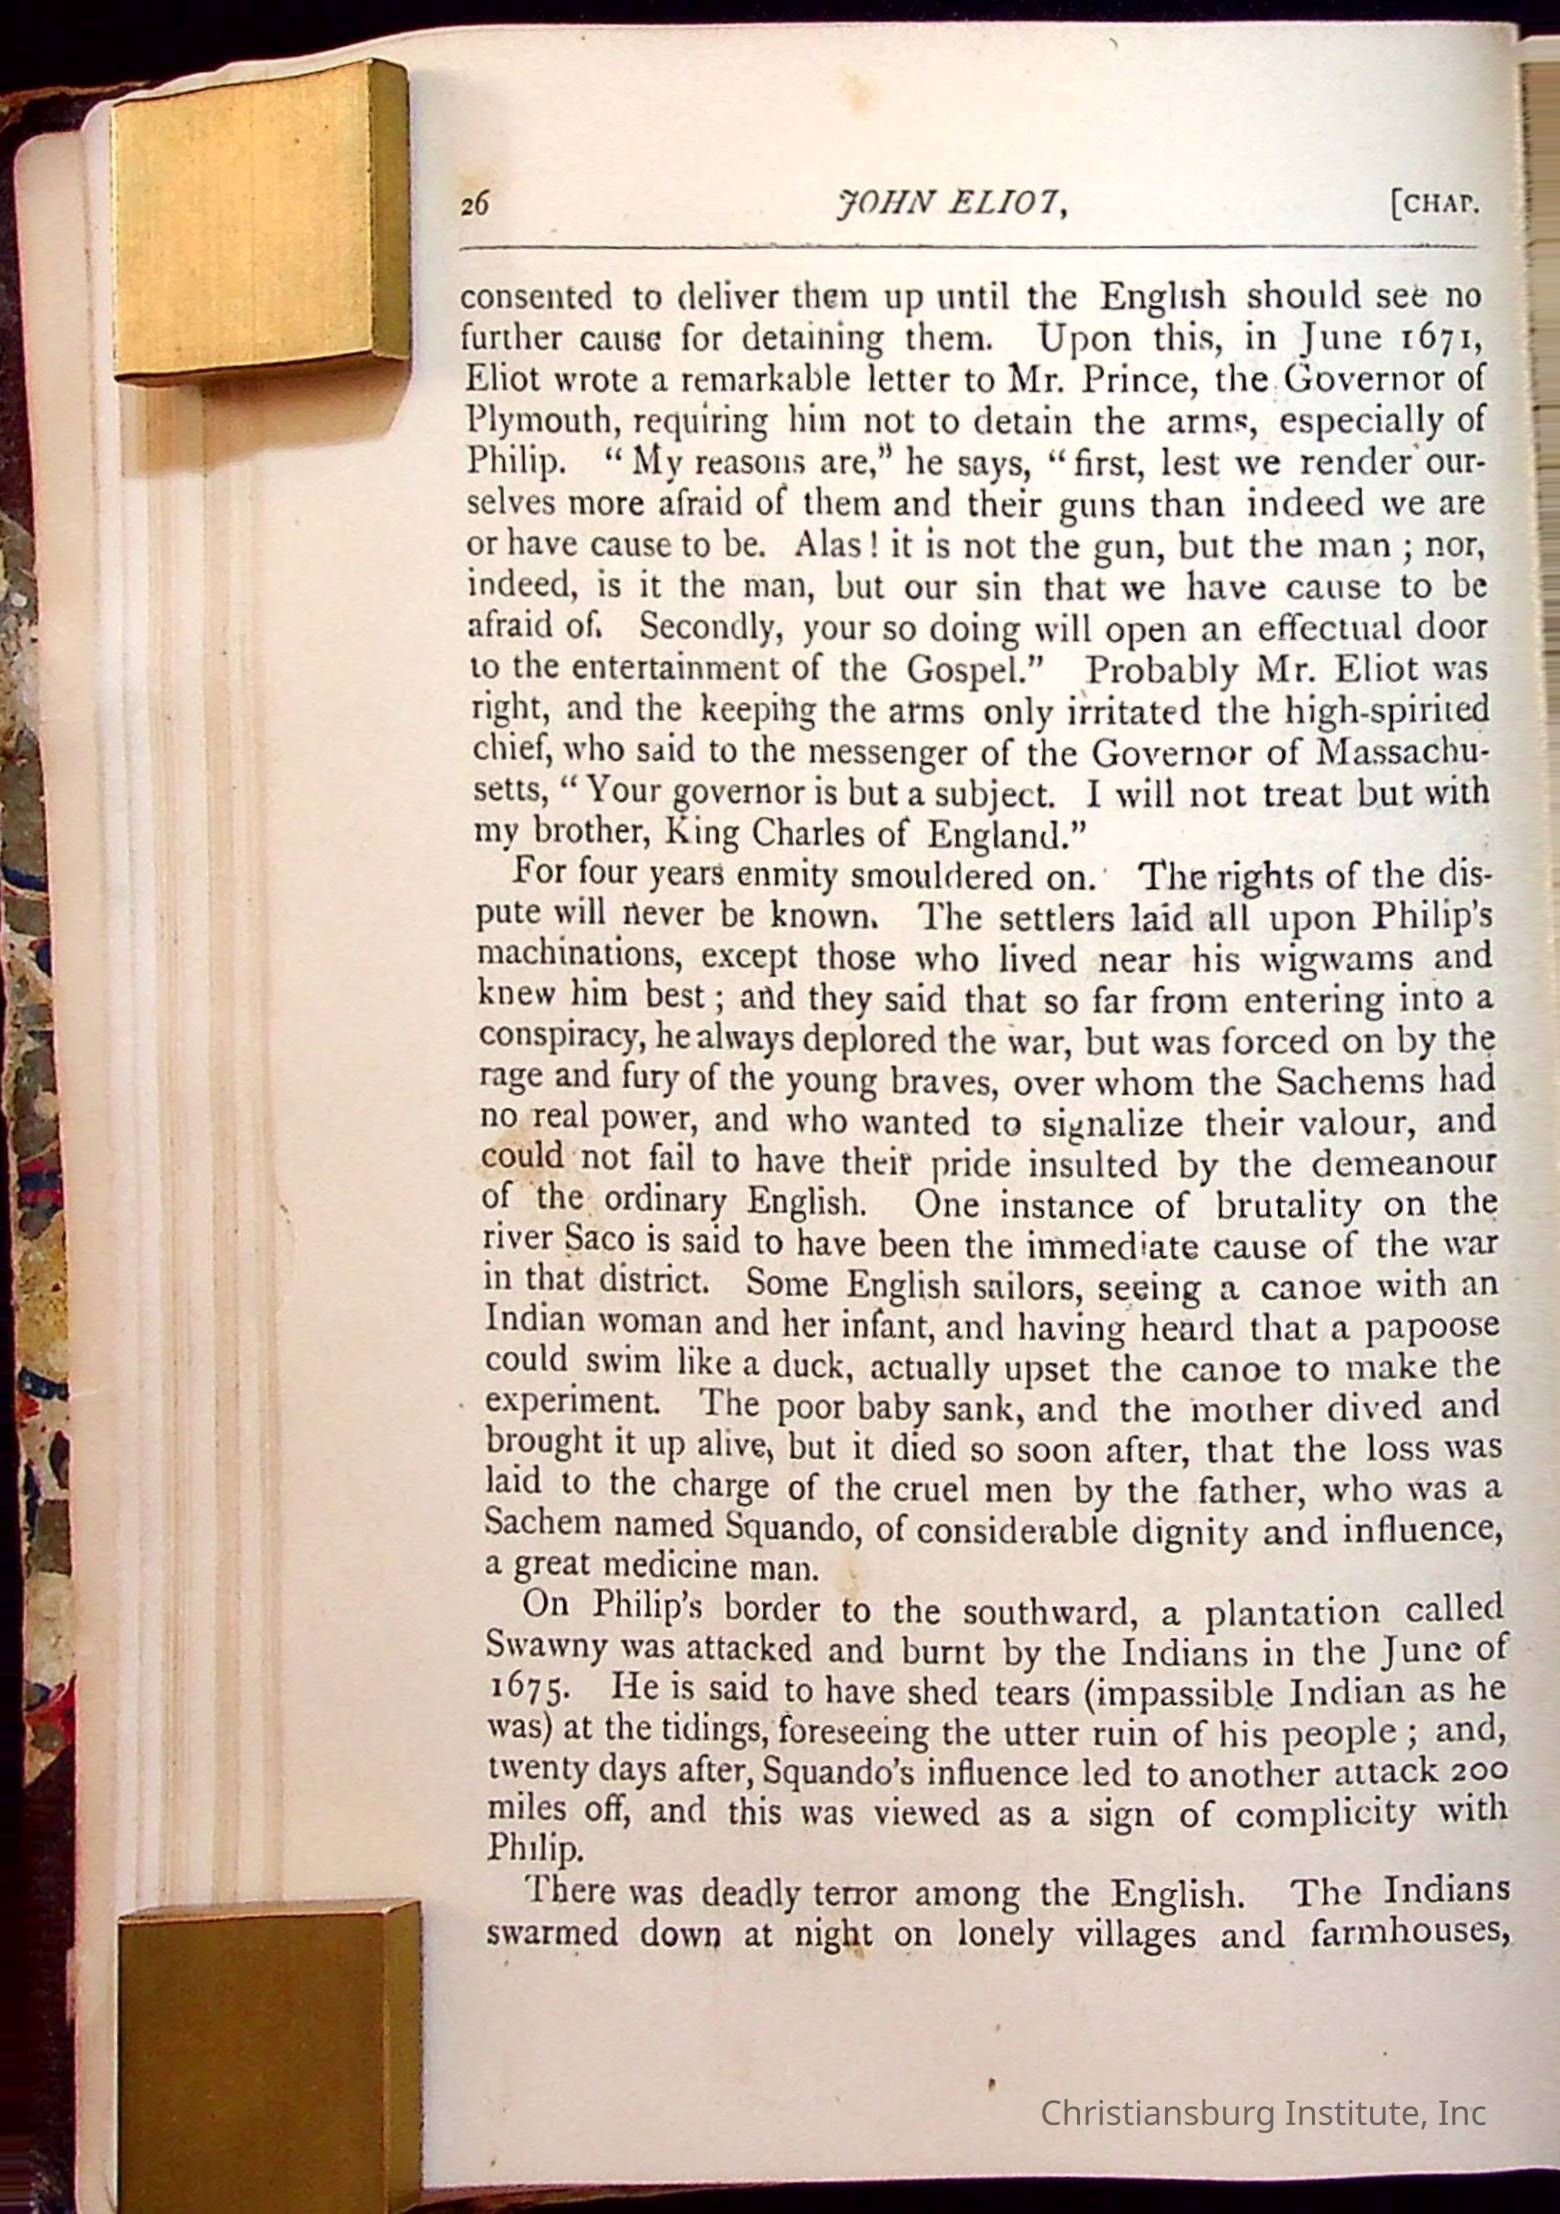 26 JOHN ELIOT, [CHAP.
consented to deliver them up until the English should see no
further cause for detaining them. Upon this, in June 1671,
Eliot wrote a remarkable letter to Mr. Prince, the Governor of
Plymouth, requiring him not to detain the arms, especially of
Philip. “My reasons are,” he says, “first, lest we render our-
selves more afraid of them and their guns than indeed we are
or have cause to be. Alas! it is not the gun, but the man; nor,
indeed, is it the man, but our sin that we have cause to be
afraid of. Secondly, your so doing will open an effectual door
to the entertainment of the Gospel.” Probably Mr. Eliot was
right, and the keeping the arms only irritated the high-spirited
chief, who said to the messenger of the Governor of Massachu-
setts, “Your governor is but a subject. I will not treat but with
my brother, King Charles of England.”
For four years enmity smouldered on. The rights of the dis-
pute will never be known. The settlers laid all upon Philip’s
machinations, except those who lived near his wigwams and
knew him best; and they said that so far from entering into a
conspiracy, he always deplored the war, but was forced on by the
rage and fury of the young braves, over whom the Sachems had
no real power, and who wanted to signalize their valour, and
could not fail to have their pride insulted by the demeanour
of the ordinary English. One instance of brutality on the
river Saco is said to have been the immediate cause of the war
in that district. Some English sailors, seeing a canoe with an
Indian woman and her infant, and having heard that a papoose
could swim like a duck, actually upset the canoe to make the
experiment. The poor baby sank, and the mother dived and
brought it up alive, but it died so soon after, that the loss was
laid to the charge of the cruel men by the father, who was a
Sachem named Squando, of considerable dignity and influence,
a great medicine man.
On Philip’s border to the southward, a plantation called
Swawny was attacked and burnt by the Indians in the June of
1675. He is said to have shed tears (impassible Indian as he
was) at the tidings, foreseeing the utter ruin of his people; and,
twenty days after, Squando’s influence led to another attack 200
miles off, and this was viewed as a sign of complicity with
Philip.
There was deadly terror among the English. The Indians
swarmed down at night on lonely villages and farmhouses,
Christiansburg Institute, Inc